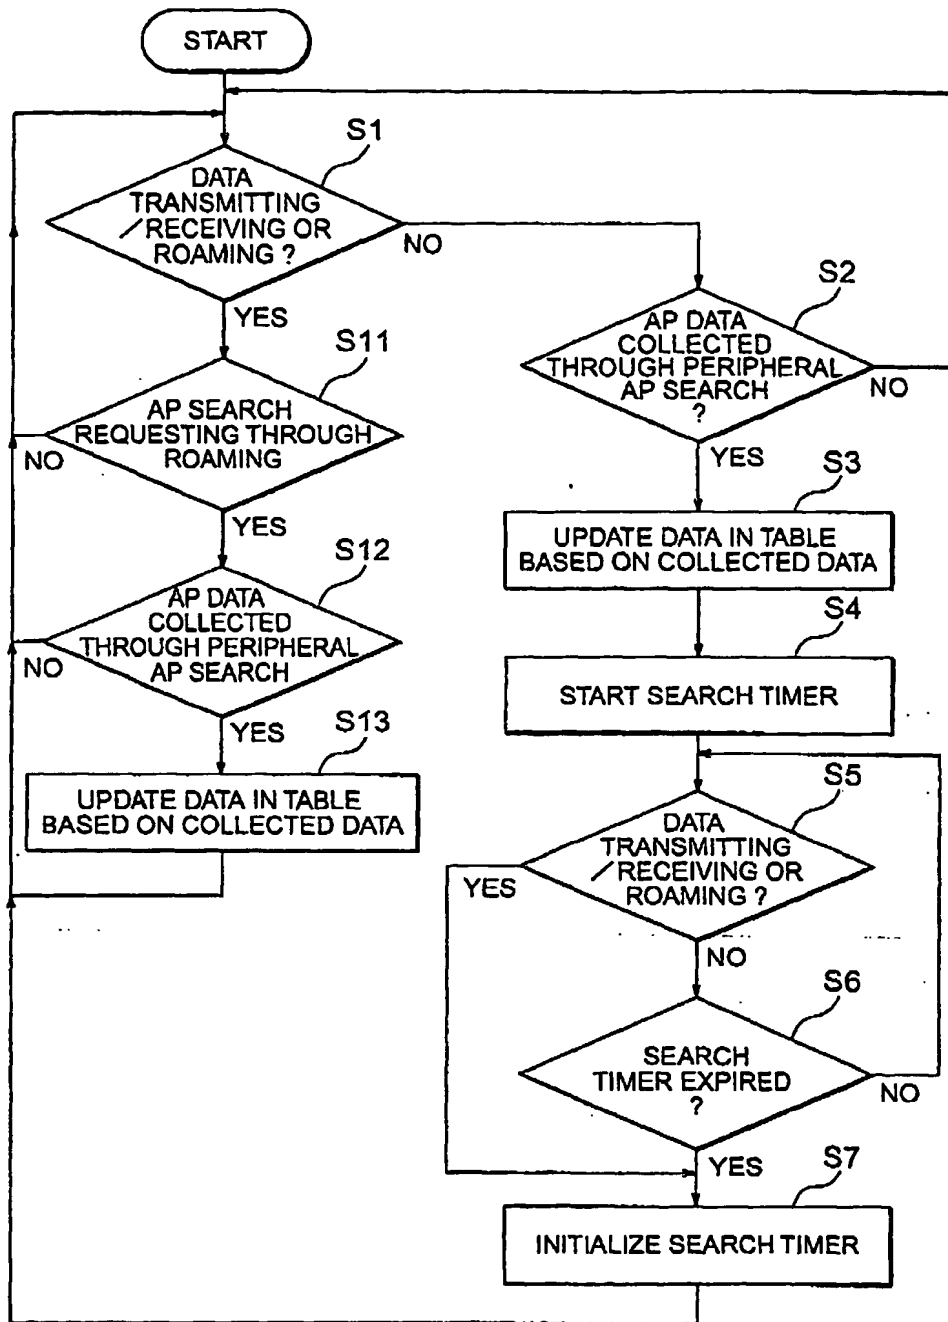 START
S1
DATA
TRANSMITTING
/RECEIVING OR
ROAMING ?
NO
YES
S2
AP DATA
COLLECTED
THROUGH PERIPHERAL
AP SEARCH
?
NO
YES
S11
AP SEARCH
REQUESTING THROUGH
ROAMING
NO
YES
S3
UPDATE DATA IN TABLE
BASED ON COLLECTED DATA
S12
AP DATA
COLLECTED
THROUGH PERIPHERAL
AP SEARCH
NO
YES
S4
START SEARCH TIMER
S13
UPDATE DATA IN TABLE
BASED ON COLLECTED DATA
S5
DATA
TRANSMITTING
/RECEIVING OR
ROAMING ?
YES
NO
S6
SEARCH
TIMER EXPIRED
?
NO
YES
S7
INITIALIZE SEARCH TIMER